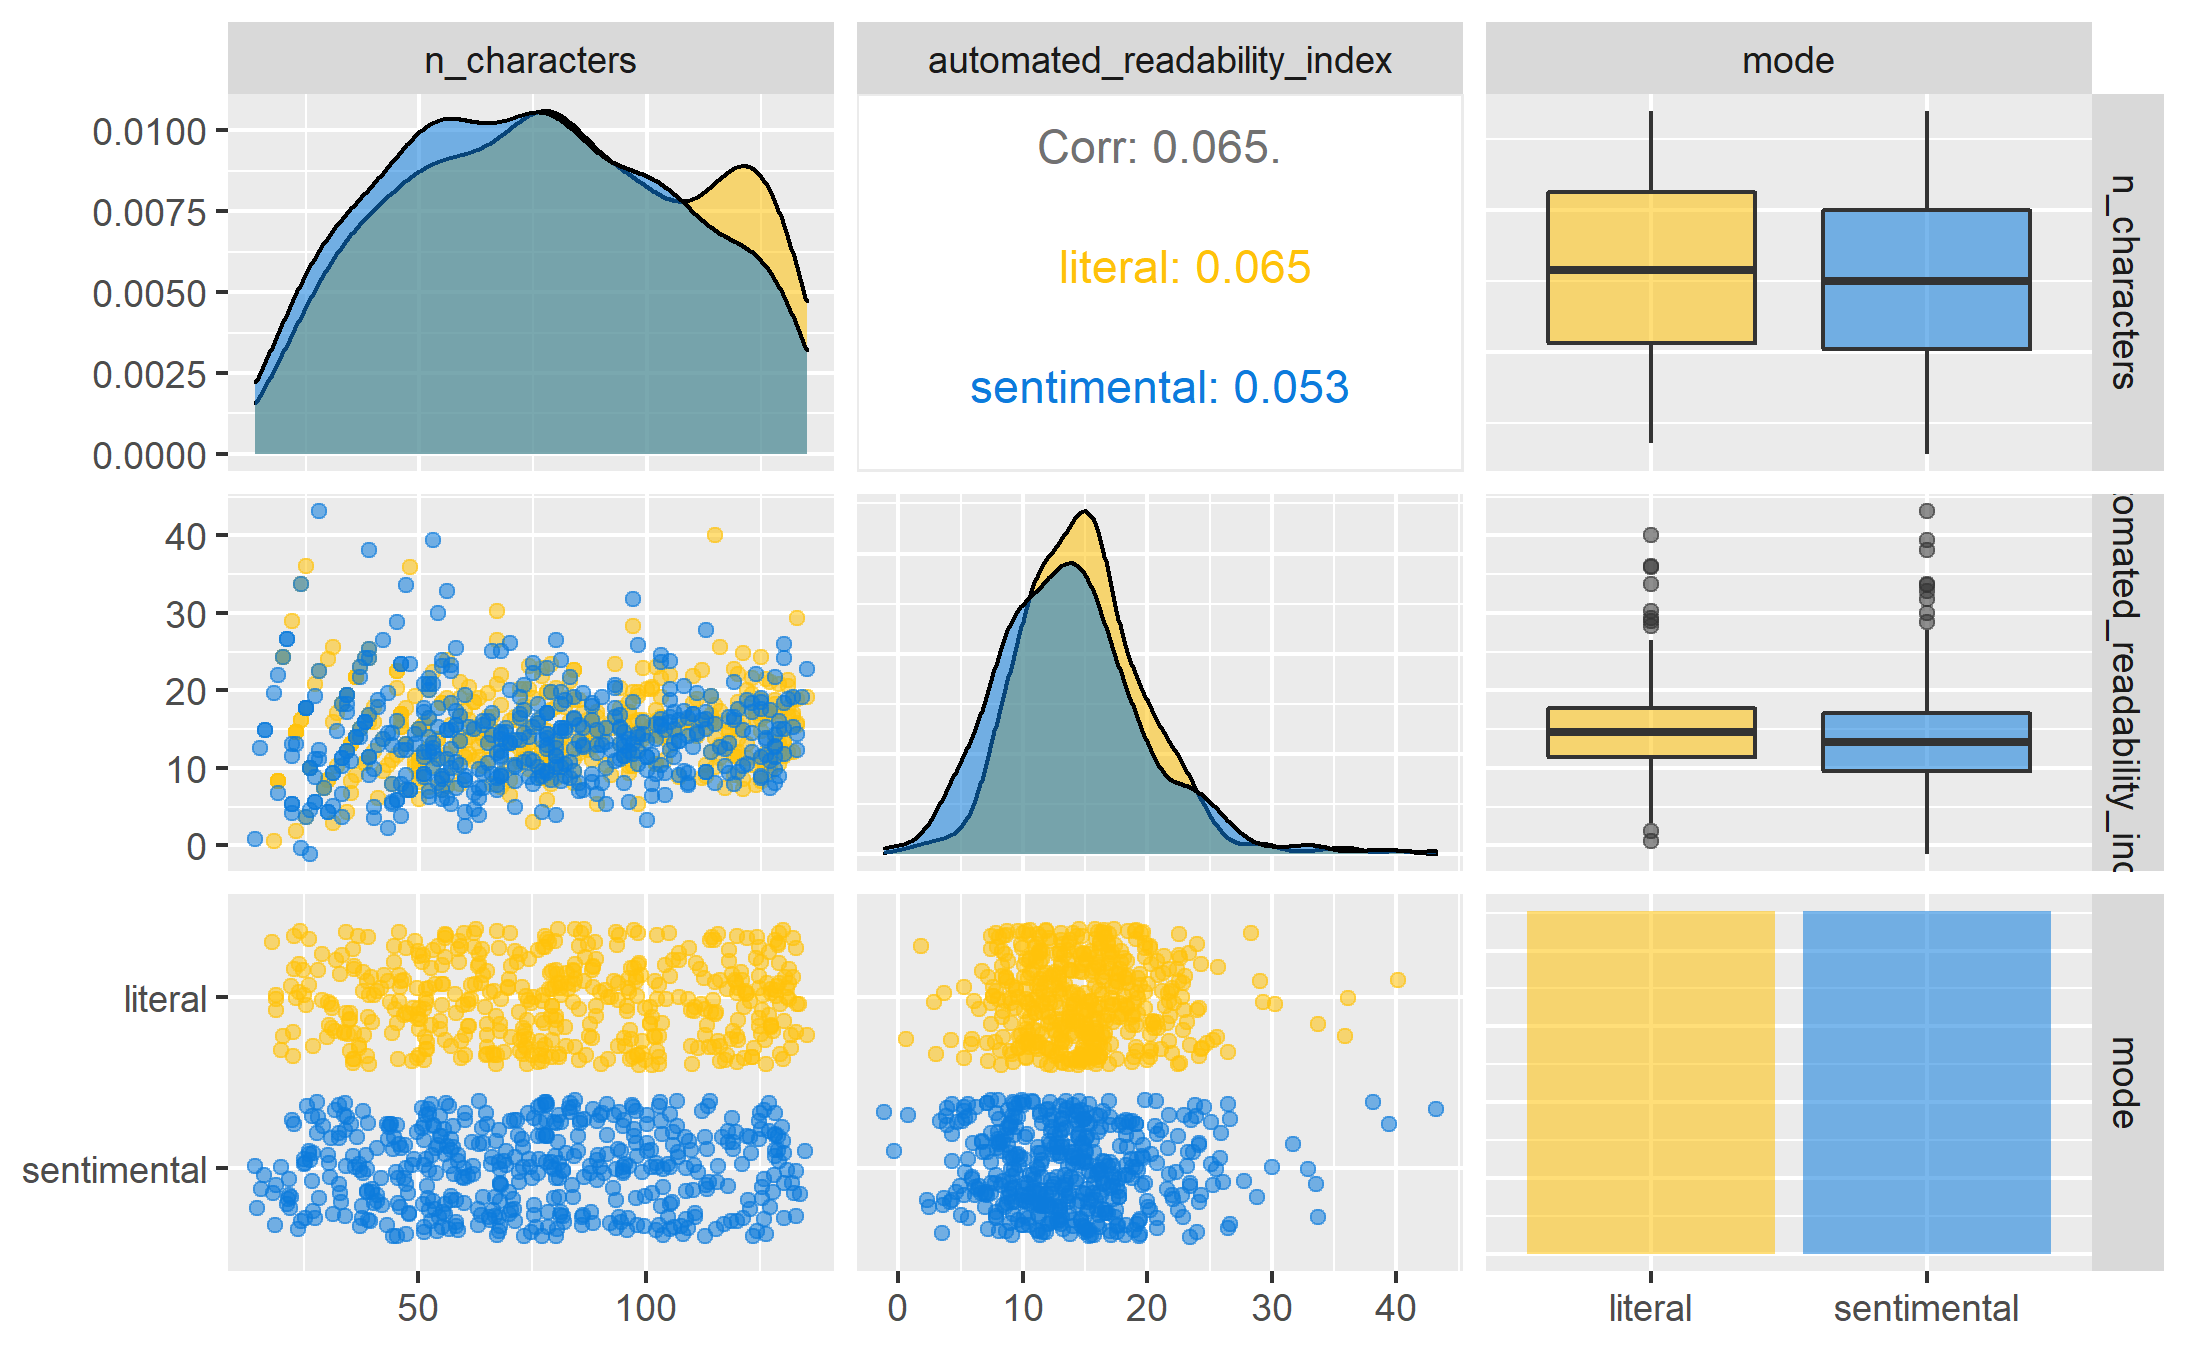 n_characters
automated_readability_index
mode
0.0100
0.0075
0.0050
0.0025
0.0000
Corr: 0.065.
literal: 0.065
sentimental: 0.053
n_characters
40
30
20
10
0
omated_readability_inc
literal
sentimental
mode
50
100
0
10
20
30
40
literal
sentimental